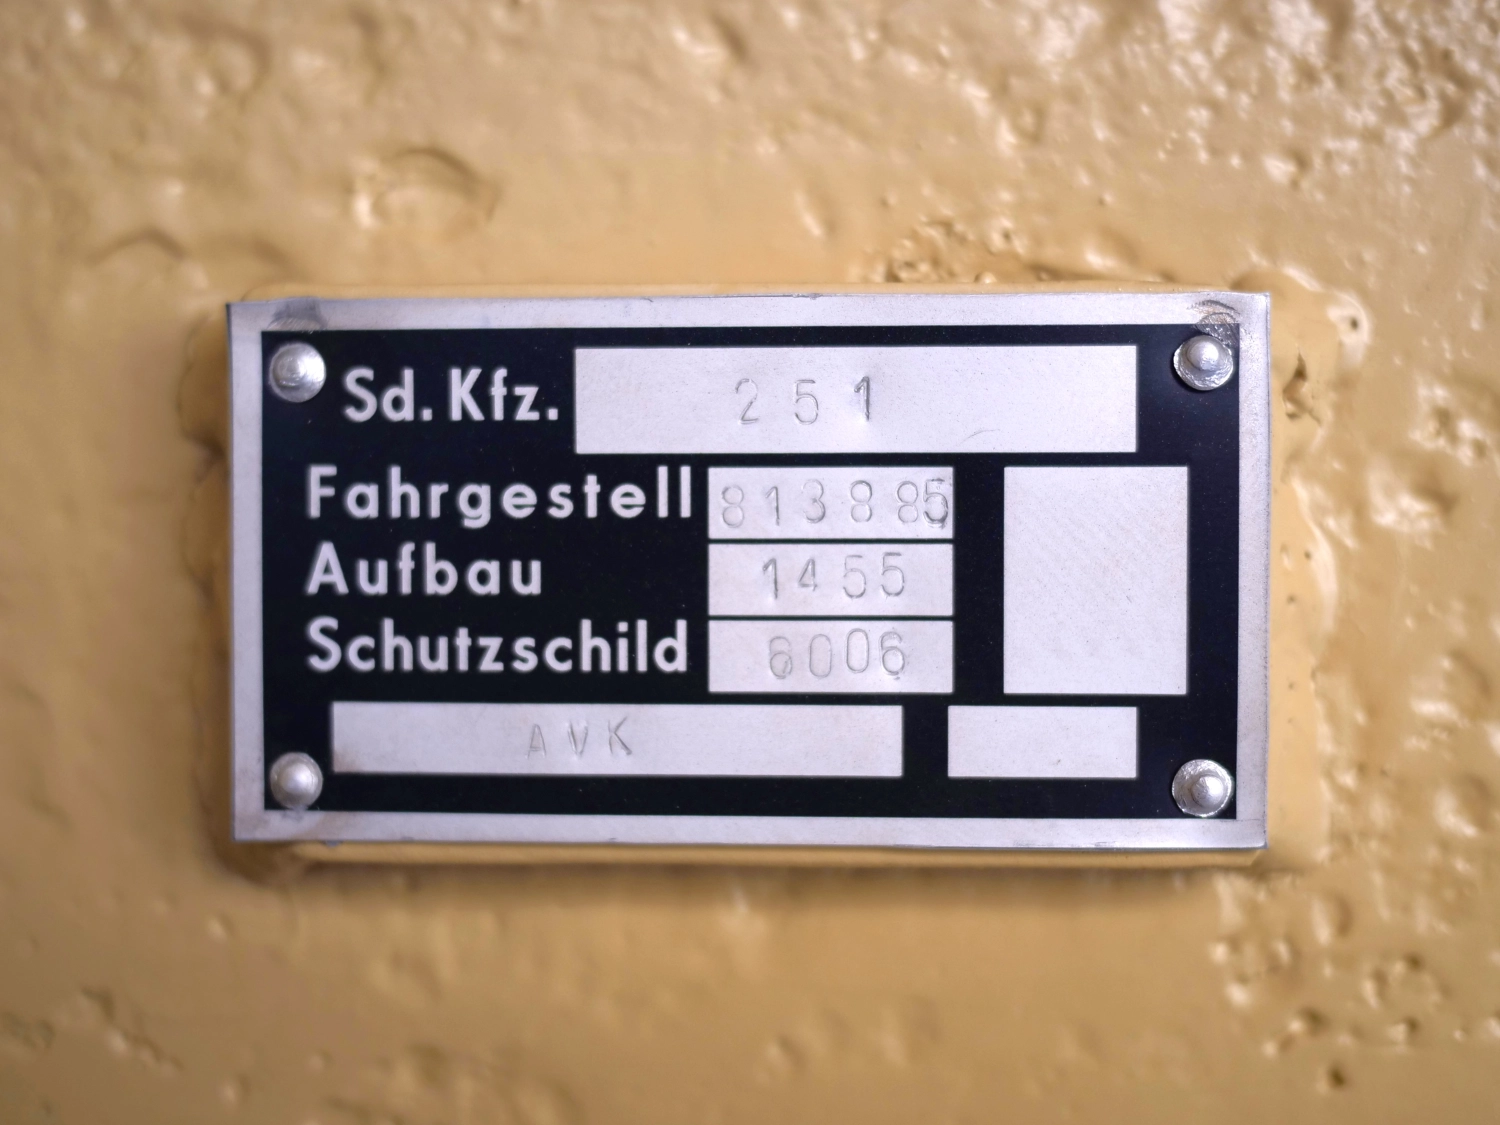 Sd. Kfz. 251
Fahrgestell 813885
Aufbau 1455
Schutzschild 6006
AVK